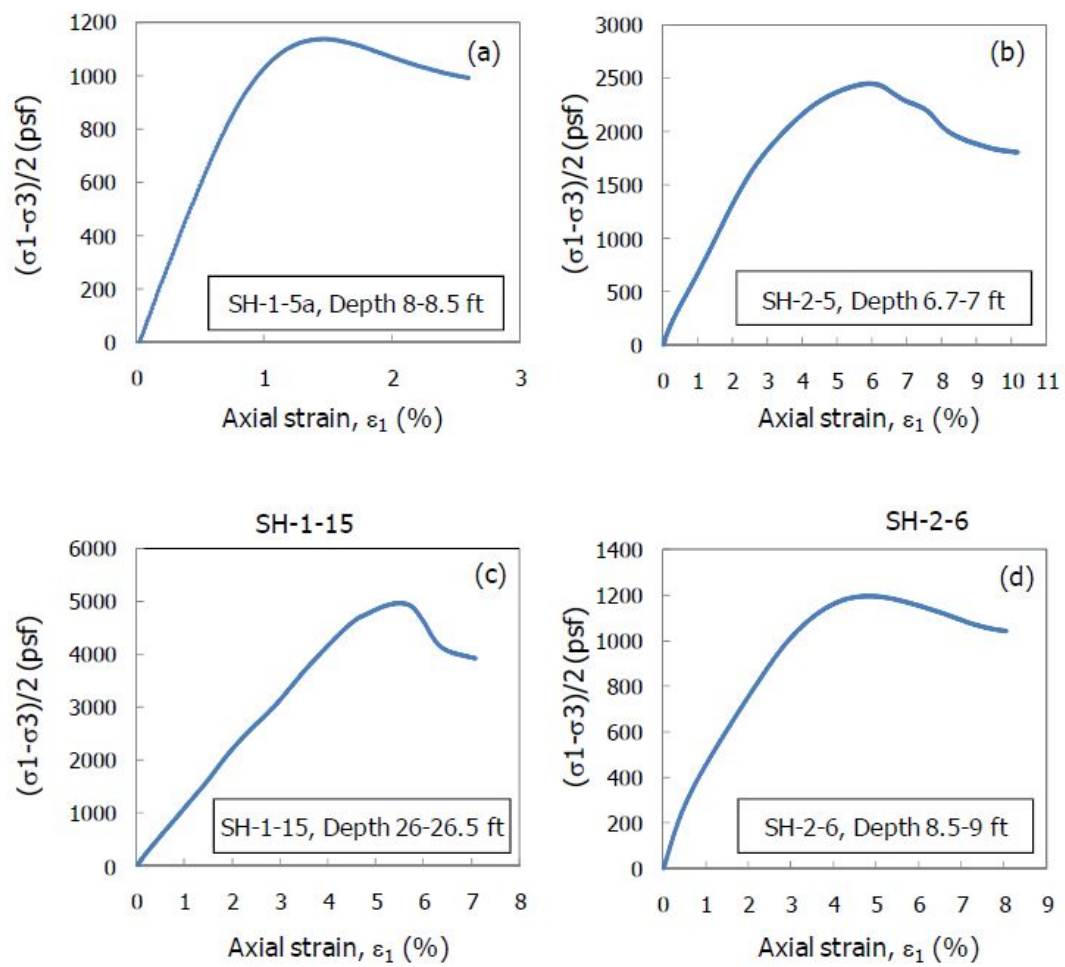 (a)
(σ1-σ3)/2 (psf)
1200
1000
800
600
400
200
0
SH-1-5a, Depth 8-8.5 ft
0 1 2 3
Axial strain, ε₁ (%)
(b)
(σ1-σ3)/2 (psf)
3000
2500
2000
1500
1000
500
0
SH-2-5, Depth 6.7-7 ft
0 1 2 3 4 5 6 7 8 9 10 11
Axial strain, ε₁ (%)
SH-1-15
(c)
(σ1-σ3)/2 (psf)
6000
5000
4000
3000
2000
1000
0
SH-1-15, Depth 26-26.5 ft
0 1 2 3 4 5 6 7 8
Axial strain, ε₁ (%)
SH-2-6
(d)
(σ1-σ3)/2 (psf)
1400
1200
1000
800
600
400
200
0
SH-2-6, Depth 8.5-9 ft
0 1 2 3 4 5 6 7 8 9
Axial strain, ε₁ (%)